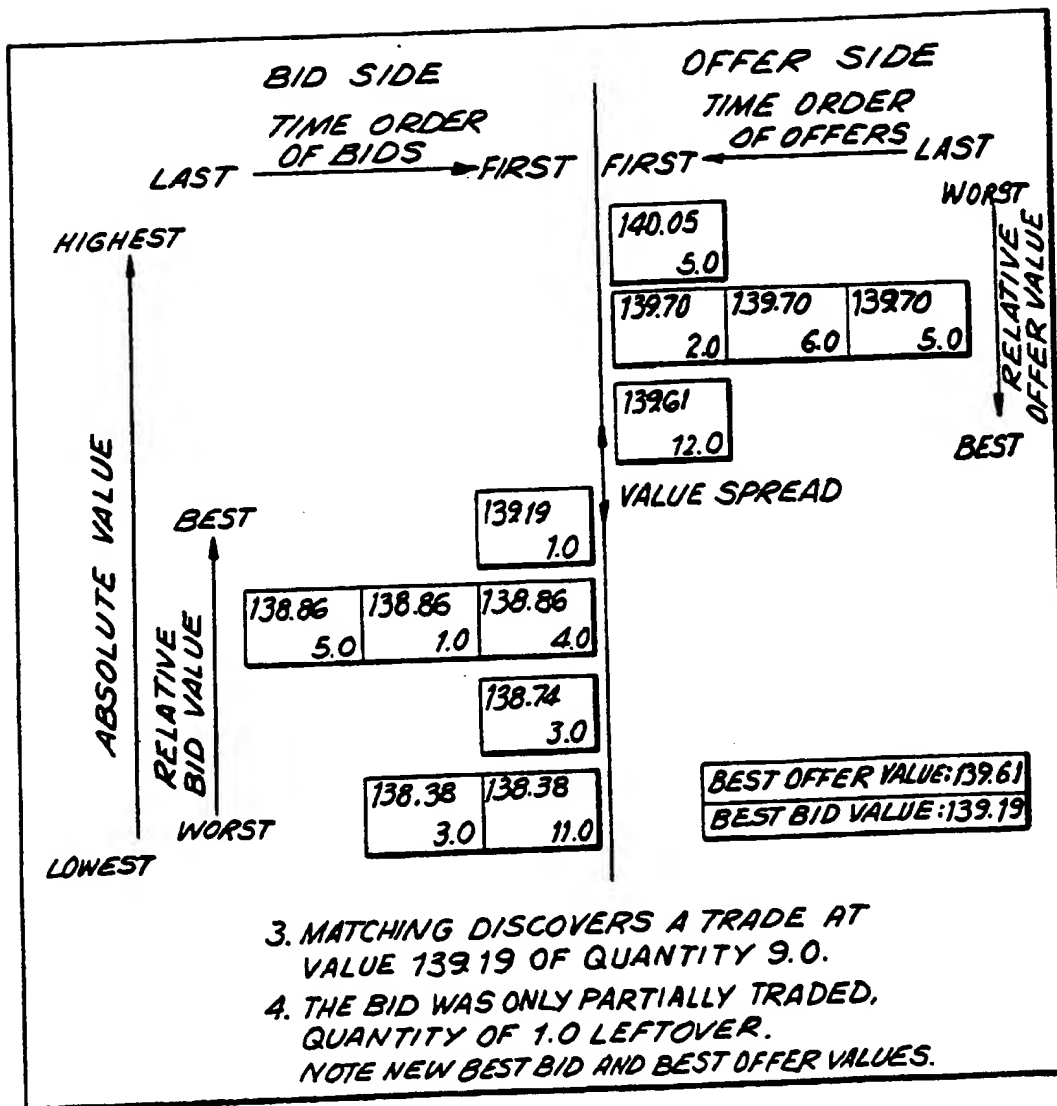 BID SIDE
TIME ORDER
OF BIDS
LAST
FIRST
OFFER SIDE
TIME ORDER
OF OFFERS
FIRST
LAST
HIGHEST
WORST
140.05
5.0
139.70
2.0
139.70
6.0
139.70
5.0
RELATIVE
OFFER VALUE
139.61
12.0
BEST
VALUE SPREAD
ABSOLUTE VALUE
BEST
139.19
1.0
138.86
5.0
138.86
1.0
138.86
4.0
RELATIVE
BID VALUE
138.74
3.0
138.38
3.0
138.38
11.0
WORST
LOWEST
BEST OFFER VALUE:139.61
BEST BID VALUE:139.19
3. MATCHING DISCOVERS A TRADE AT
VALUE 139.19 OF QUANTITY 9.0.
4. THE BID WAS ONLY PARTIALLY TRADED,
QUANTITY OF 1.0 LEFTOVER.
NOTE NEW BEST BID AND BEST OFFER VALUES.